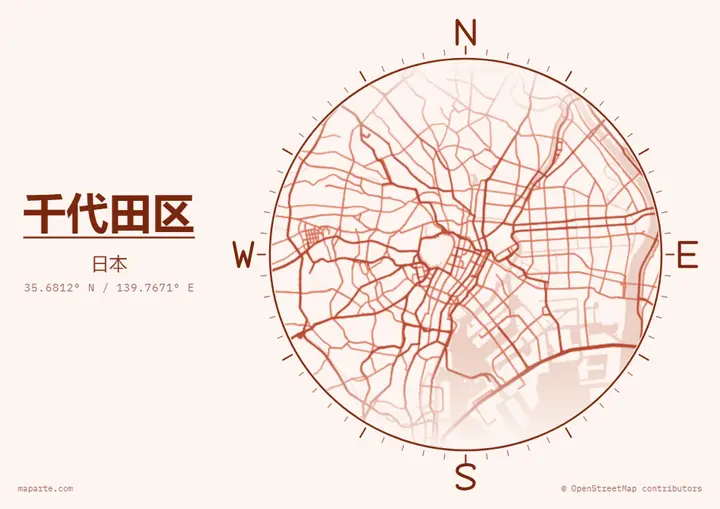 千代田区
日本
35.6812° N / 139.7671° E
N
W
E
S
maparte.com
© OpenStreetMap contributors